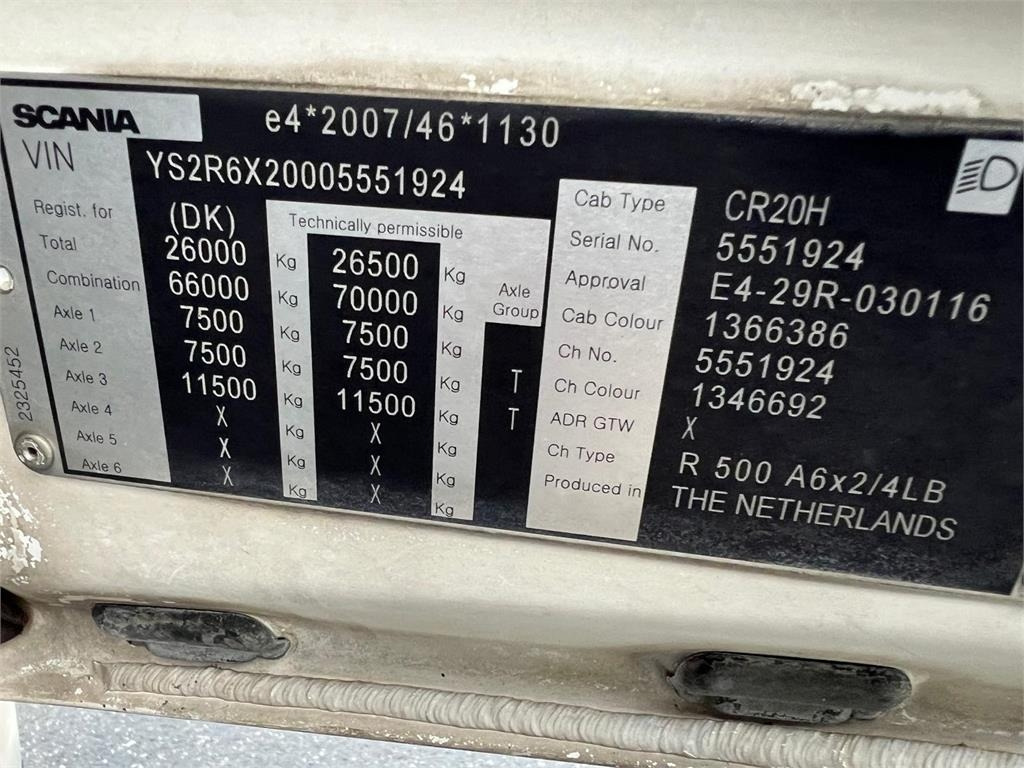 SCANIA e4*2007/46*1130
VIN YS2R6X20005551924
Regist. for (DK) Technically permissible
Total 26000 Kg 26500 Kg
Combination 66000 Kg 70000 Kg Axle Group
Axle 1 7500 Kg 7500 Kg
Axle 2 7500 Kg 7500 Kg T
Axle 3 11500 Kg 11500 Kg T
Axle 4 X Kg X Kg
Axle 5 X Kg X Kg
Axle 6 X Kg X Kg
Cab Type CR20H
Serial No. 5551924
Approval E4-29R-030116
Cab Colour 1366386
Ch No. 5551924
Ch Colour 1346692
ADR GTW X
Ch Type R 500 A6x2/4LB
Produced in THE NETHERLANDS
2325452